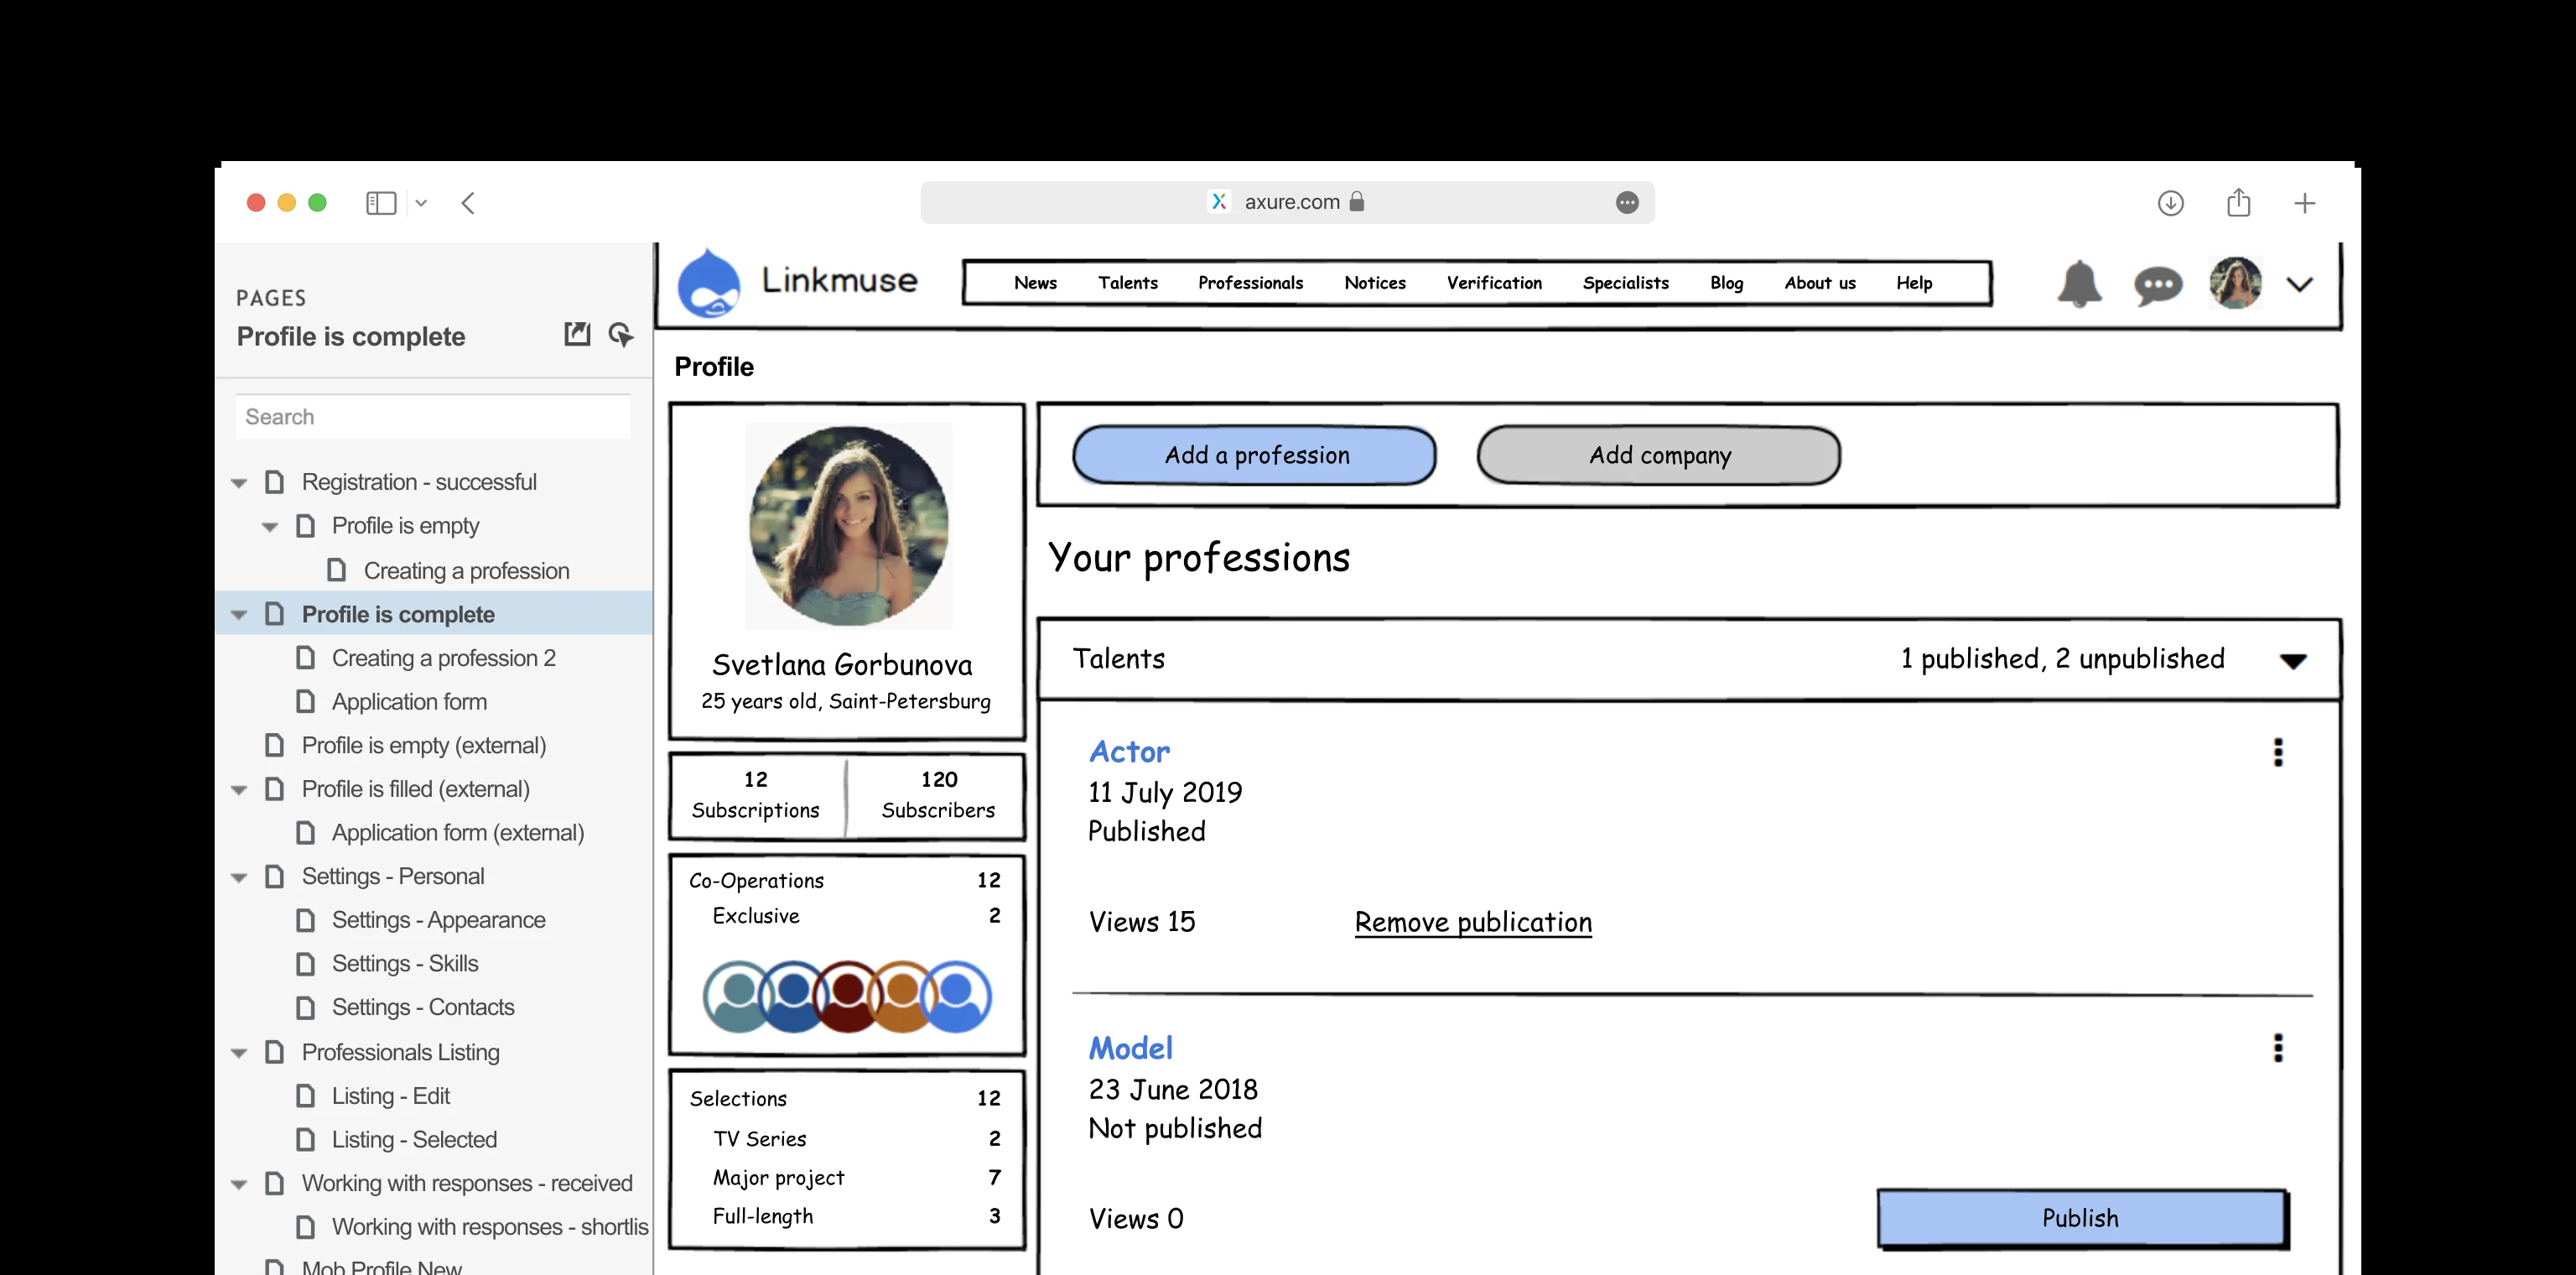 axure.com
PAGES
Profile is complete
Search
Registration - successful
Profile is empty
Creating a profession
Profile is complete
Creating a profession 2
Application form
Profile is empty (external)
Profile is filled (external)
Application form (external)
Settings - Personal
Settings - Appearance
Settings - Skills
Settings - Contacts
Professionals Listing
Listing - Edit
Listing - Selected
Working with responses - received
Working with responses - shortlis
Mob Profile New
Linkmuse
News Talents Professionals Notices Verification Specialists Blog About us Help
Profile
Svetlana Gorbunova
25 years old, Saint-Petersburg
12 120
Subscriptions Subscribers
Co-Operations 12
Exclusive 2
Selections 12
TV Series 2
Major project 7
Full-length 3
Add a profession Add company
Your professions
Talents 1 published, 2 unpublished
Actor
11 July 2019
Published
Views 15 Remove publication
Model
23 June 2018
Not published
Views 0 Publish